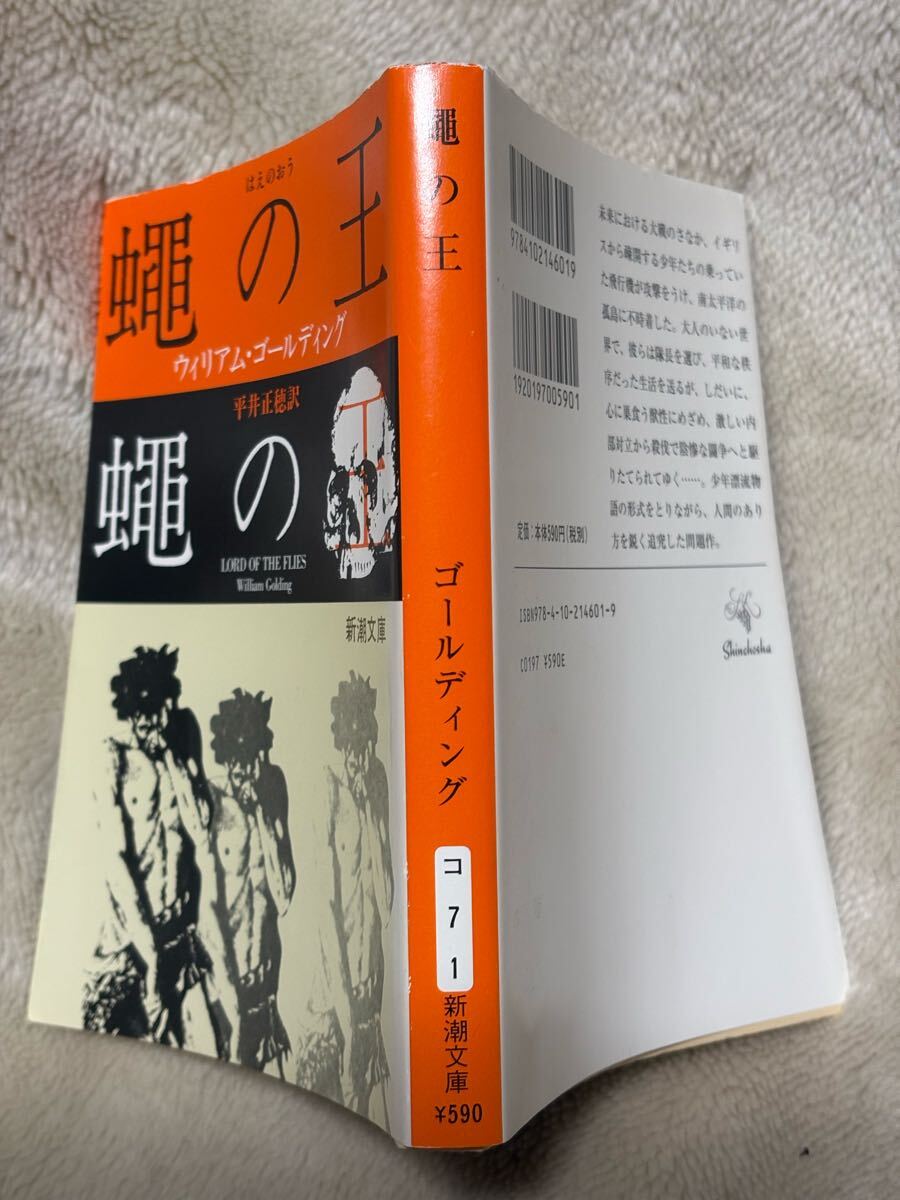 はえのおう
蠅の王
ウィリアム・ゴールディング
平井正穂訳
蠅の王
LORD OF THE FLIES
William Golding
新潮文庫
蠅の王
ゴールディング
コ
7
1
新潮文庫
¥590
9784102146019
1920197005901
未来における大戦のさなか、イギリ
スから疎開する少年たちの乗ってい
た飛行機が攻撃をうけ、南太平洋の
孤島に不時着した。大人のいない世
界で、彼らは隊長を選び、平和な秩
序だった生活を送るが、しだいに、
心に巣食う獣性にめざめ、激しい内
部対立から殺伐で陰惨な闘争へと駆
りたてられてゆく……。少年漂流物
語の形式をとりながら、人間のあり
方を鋭く追究した問題作。
定価:本体590円(税別)
ISBN978-4-10-214601-9
C0197 ¥590E
Shinchosha